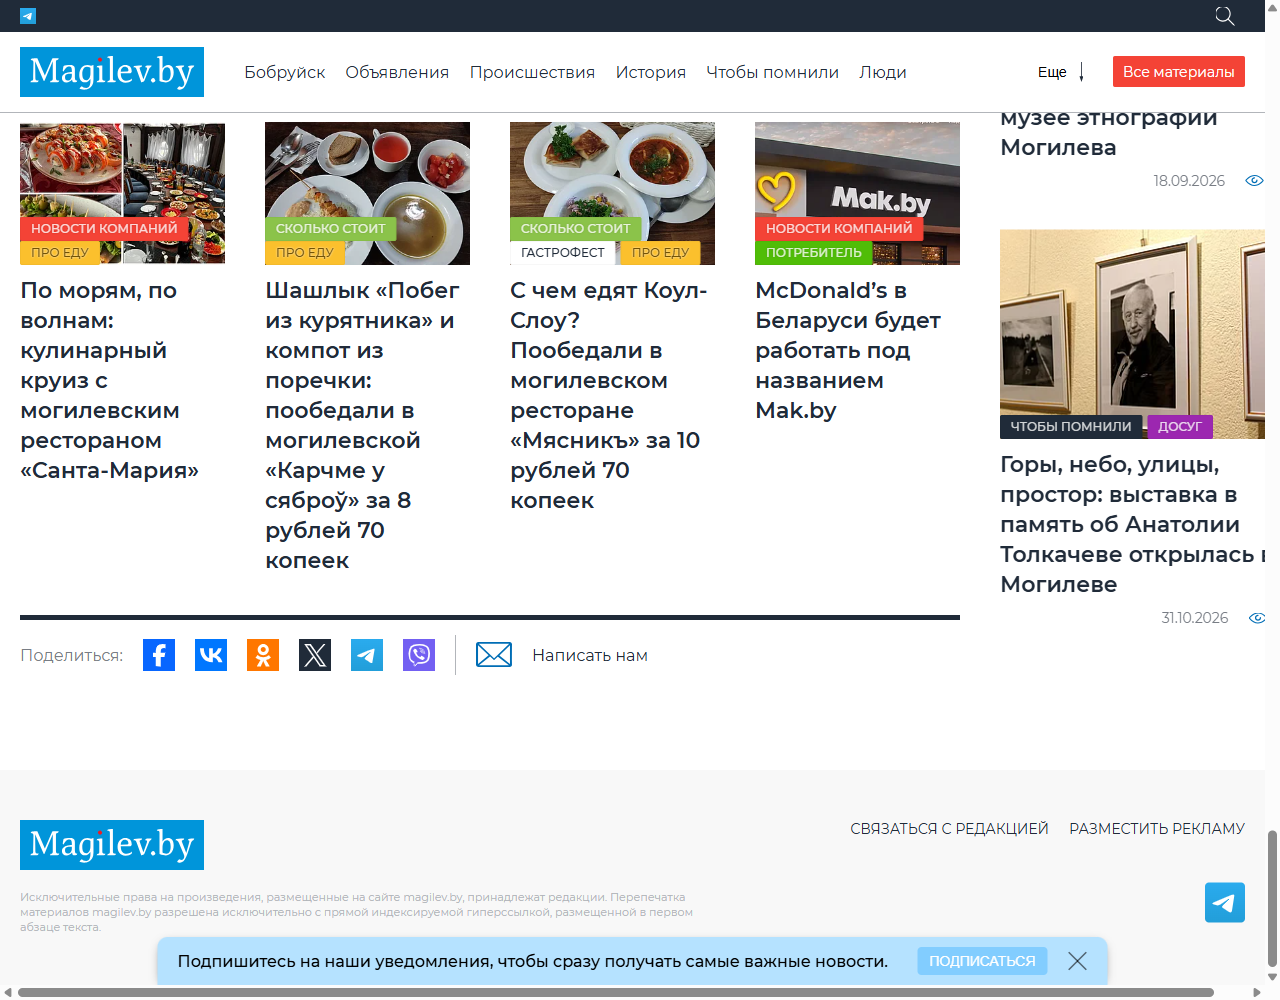 Magilev.by
Бобруйск Объявления Происшествия История Чтобы помнили Люди
Еще
Все материалы
НОВОСТИ КОМПАНИЙ
ПРО ЕДУ
По морям, по
волнам:
кулинарный
круиз с
могилевским
рестораном
«Санта-Мария»
СКОЛЬКО СТОИТ
ПРО ЕДУ
Шашлык «Побег
из курятника» и
компот из
поречки:
пообедали в
могилевской
«Карчме у
сяброў» за 8
рублей 70
копеек
СКОЛЬКО СТОИТ
ГАСТРОФЕСТ ПРО ЕДУ
С чем едят Коул-
Слоу?
Пообедали в
могилевском
ресторане
«Мясникъ» за 10
рублей 70
копеек
Mak.by
НОВОСТИ КОМПАНИЙ
ПОТРЕБИТЕЛЬ
McDonald’s в
Беларуси будет
работать под
названием
Mak.by
музее этнографии
Могилева
18.09.2026
ЧТОБЫ ПОМНИЛИ ДОСУГ
Горы, небо, улицы,
простор: выставка в
память об Анатолии
Толкачеве открылась в
Могилеве
31.10.2026
Поделиться:
Написать нам
Magilev.by
СВЯЗАТЬСЯ С РЕДАКЦИЕЙ РАЗМЕСТИТЬ РЕКЛАМУ
Исключительные права на произведения, размещенные на сайте magilev.by, принадлежат редакции. Перепечатка
материалов magilev.by разрешена исключительно с прямой индексируемой гиперссылкой, размещенной в первом
абзаце текста.
Подпишитесь на наши уведомления, чтобы сразу получать самые важные новости.
ПОДПИСАТЬСЯ